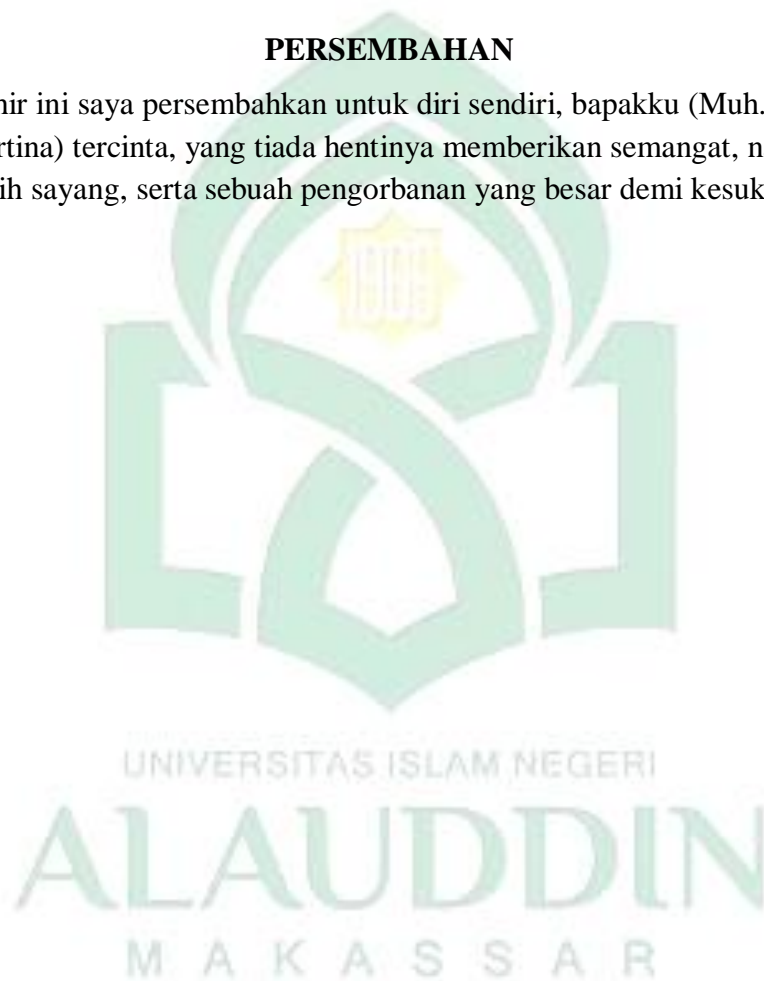 PERSEMBAHAN
hir ini saya persembahkan untuk diri sendiri, bapakku (Muh.
rtina) tercinta, yang tiada hentinya memberikan semangat, n
ih sayang, serta sebuah pengorbanan yang besar demi kesuk
UNIVERSITAS ISLAM NEGERI
ALAUDDIN
MAKASSAR